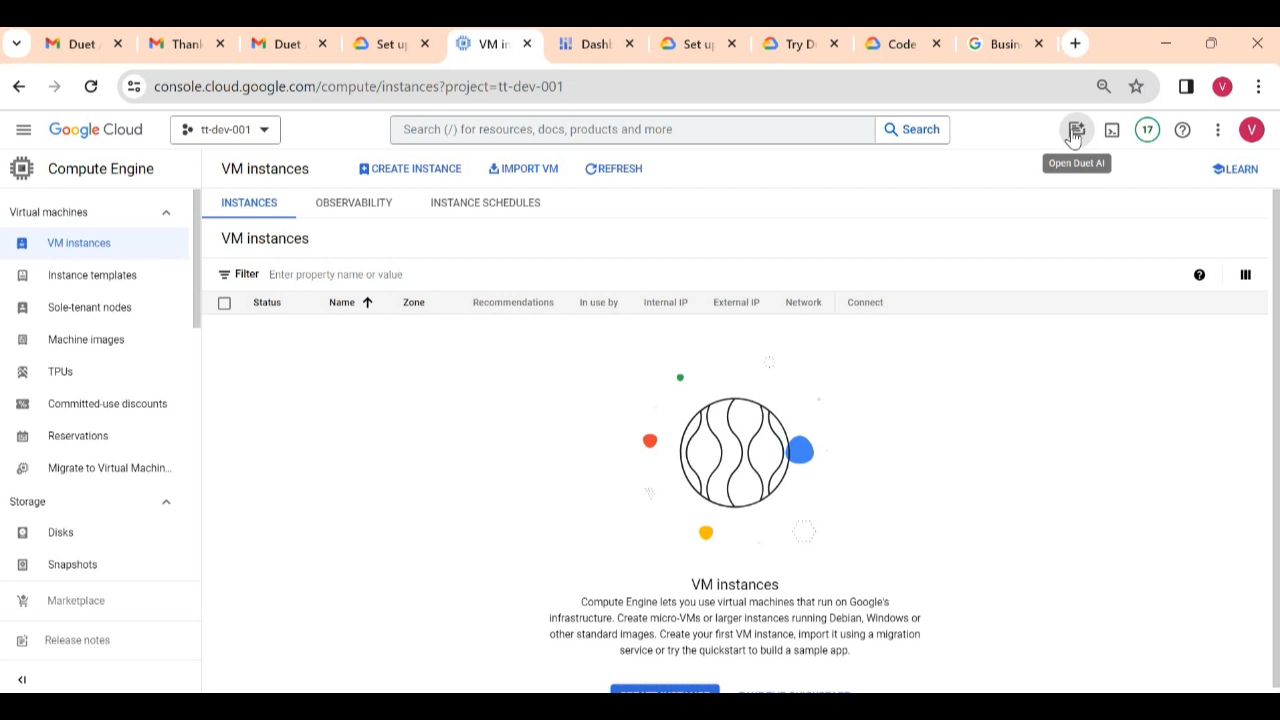 Duet
Than
Duet
Set u
VM in
Dashl
Set u
Try D
Code
Busin
console.cloud.google.com/compute/instances?project=tt-dev-001
V
Google Cloud
tt-dev-001
Search (/) for resources, docs, products and more
Search
17
V
Open Duet AI
Compute Engine
VM instances
CREATE INSTANCE
IMPORT VM
REFRESH
LEARN
Virtual machines
INSTANCES
OBSERVABILITY
INSTANCE SCHEDULES
VM instances
VM instances
Instance templates
Filter Enter property name or value
Status Name Zone Recommendations In use by Internal IP External IP Network Connect
Sole-tenant nodes
Machine images
TPUs
Committed-use discounts
Reservations
Migrate to Virtual Machin...
Storage
Disks
Snapshots
Marketplace
Release notes
VM instances
Compute Engine lets you use virtual machines that run on Google's
infrastructure. Create micro-VMs or larger instances running Debian, Windows or
other standard images. Create your first VM instance, import it using a migration
service or try the quickstart to build a sample app.